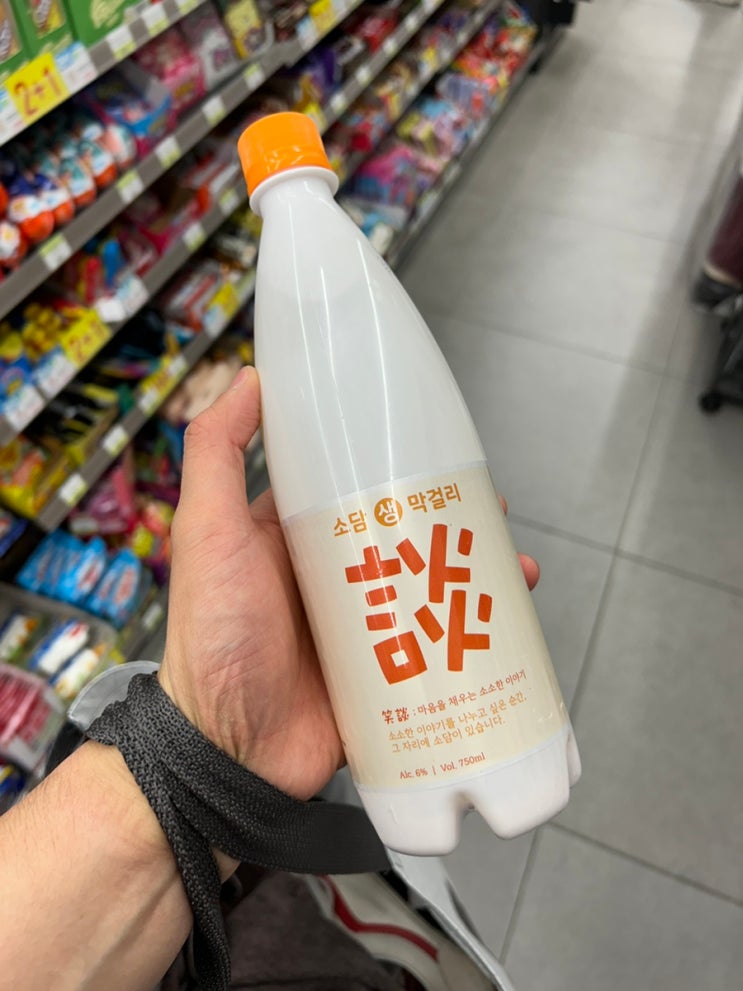 소담 생 막걸리
談
笑談 : 마음을 채우는 소소한 이야기
소소한 이야기를 나누고 싶은 순간,
그 자리에 소담이 있습니다.
Alc. 6% | Vol. 750ml
2+1
2+1